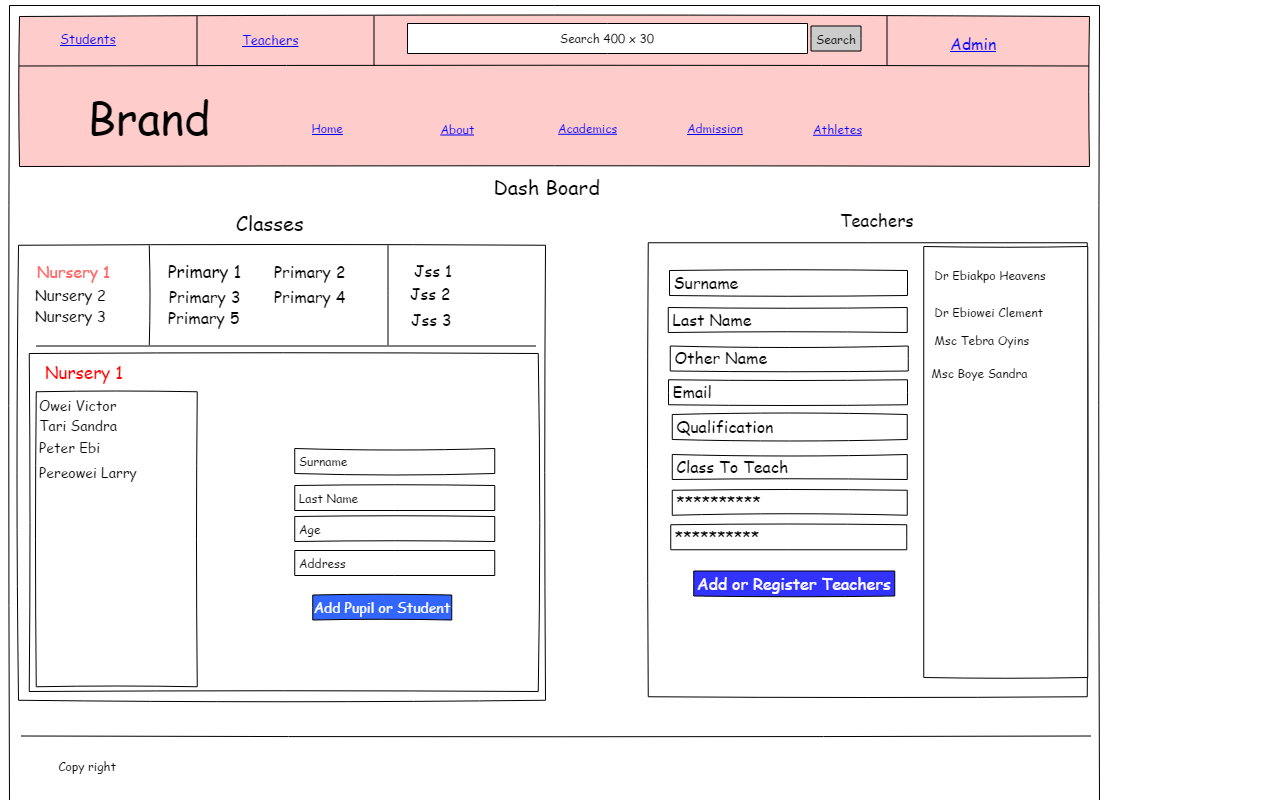 Students
Teachers
Search 400 x 30
Search
Admin
Brand
Home
About
Academics
Admission
Athletes
Dash Board
Classes
Nursery 1
Nursery 2
Nursery 3
Primary 1 Primary 2
Primary 3 Primary 4
Primary 5
Jss 1
Jss 2
Jss 3
Nursery 1
Owei Victor
Tari Sandra
Peter Ebi
Pereowei Larry
Surname
Last Name
Age
Address
Add Pupil or Student
Teachers
Surname
Last Name
Other Name
Email
Qualification
Class To Teach
**********
**********
Add or Register Teachers
Dr Ebiakpo Heavens
Dr Ebiowei Clement
Msc Tebra Oyins
Msc Boye Sandra
Copy right